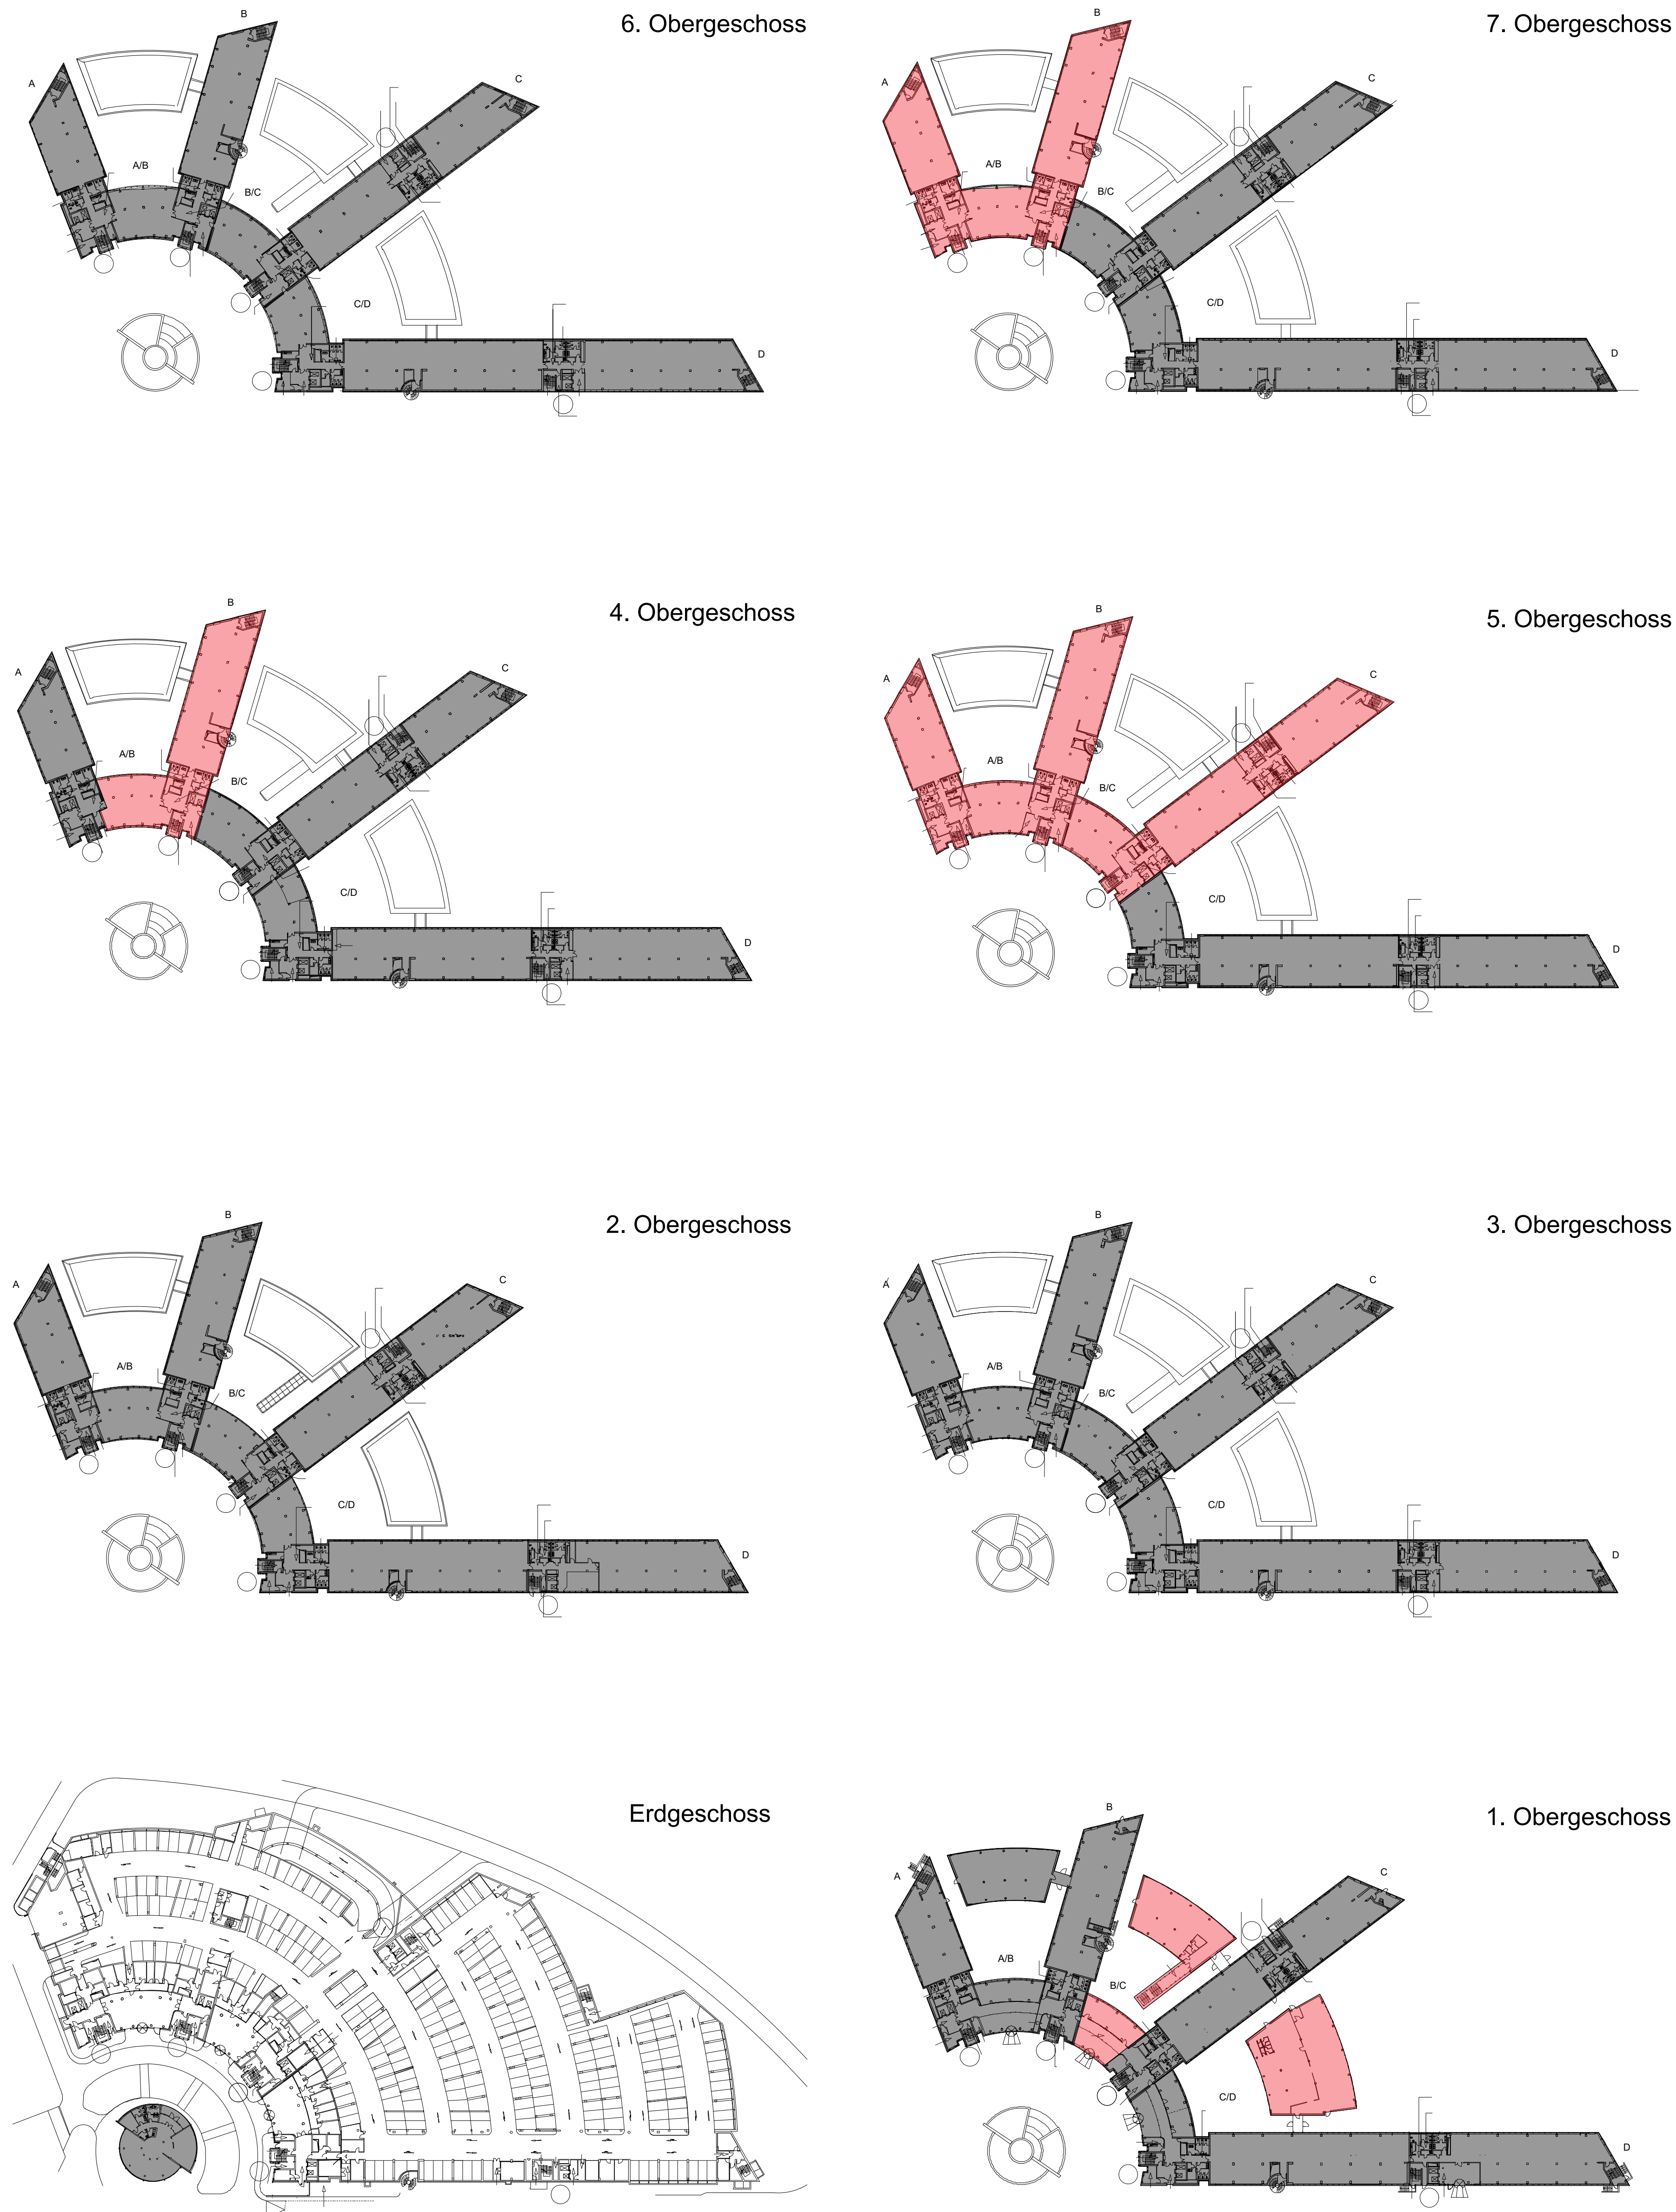 6. Obergeschoss
B
A
C
A/B
B/C
C/D
D
7. Obergeschoss
B
A
C
A/B
B/C
C/D
D
4. Obergeschoss
B
A
C
A/B
B/C
C/D
D
5. Obergeschoss
B
A
C
A/B
B/C
C/D
D
2. Obergeschoss
B
A
C
A/B
B/C
C/D
D
3. Obergeschoss
B
A
C
A/B
B/C
C/D
D
Erdgeschoss
1. Obergeschoss
B
A
C
A/B
B/C
C/D
D